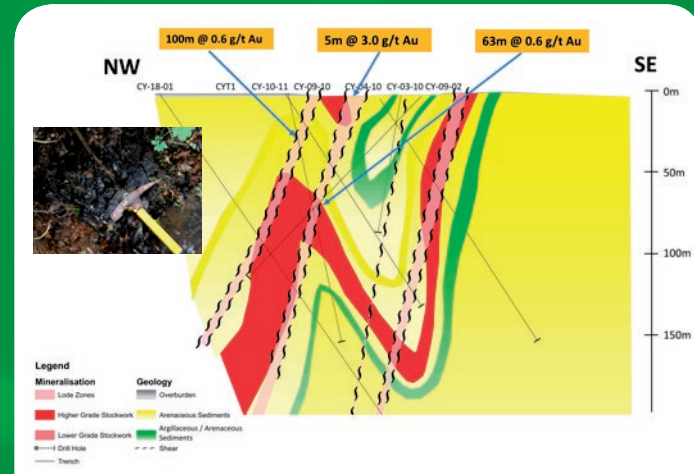 100m @ 0.6 g/t Au
5m @ 3.0 g/t Au
63m @ 0.6 g/t Au
NW
SE
CY-18-01
CYT1
CY-10-11
CY-09-10
CY-04-10
CY-03-10
CY-09-02
0m
50m
100m
150m
Legend
Mineralisation
Lode Zones
Higher Grade Stockwork
Lower Grade Stockwork
Drill Hole
Trench
Geology
Overburden
Arenaceous Sediments
Argillaceous / Arenaceous
Sediments
Shear